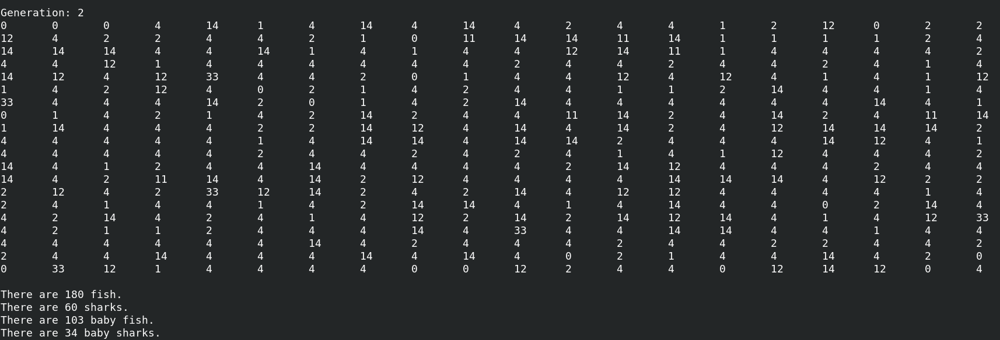 Generation: 2
0 0 0 4 14 1 4 14 4 14 4 2 4 4 1 2 12 0 2 2
12 4 2 2 4 4 2 1 0 11 14 14 11 14 1 1 1 1 2 4
14 14 14 4 4 14 1 4 1 4 4 12 14 11 1 4 4 4 4 2
4 4 12 1 4 4 4 4 4 4 2 4 4 2 4 4 2 4 1 4
14 12 4 12 33 4 4 2 0 1 4 4 12 4 12 4 1 4 1 12
1 4 2 12 4 0 2 1 4 2 4 4 1 1 2 14 4 4 1 4
33 4 4 4 14 2 0 1 4 2 14 4 4 4 4 4 4 14 4 1
0 1 4 2 1 4 2 14 2 4 4 11 14 2 4 14 2 4 11 14
1 14 4 4 4 2 2 14 12 4 14 4 14 2 4 12 14 14 14 2
4 4 4 4 4 1 4 14 14 4 14 14 2 4 4 4 14 12 4 1
4 4 4 4 4 2 4 4 2 4 2 4 1 4 1 12 4 4 4 2
14 4 1 2 4 4 14 4 4 4 4 2 14 12 4 4 4 2 4 4
14 4 2 11 14 4 14 2 12 4 4 4 4 14 14 14 4 12 2 2
2 12 4 2 33 12 14 2 4 2 14 4 12 12 4 4 4 4 1 4
2 4 1 4 4 1 4 2 14 14 4 1 4 14 4 4 0 2 14 4
4 2 14 4 2 4 1 4 12 2 14 2 14 12 14 4 1 4 12 33
4 2 1 1 2 4 4 4 14 4 33 4 4 14 14 4 4 1 4 4
4 4 4 4 4 4 14 4 2 4 4 4 2 4 4 2 2 4 4 2
2 4 4 14 4 4 4 14 4 14 4 0 2 1 4 4 14 4 2 0
0 33 12 1 4 4 4 4 0 0 12 2 4 4 0 12 14 12 0 4
There are 180 fish.
There are 60 sharks.
There are 103 baby fish.
There are 34 baby sharks.